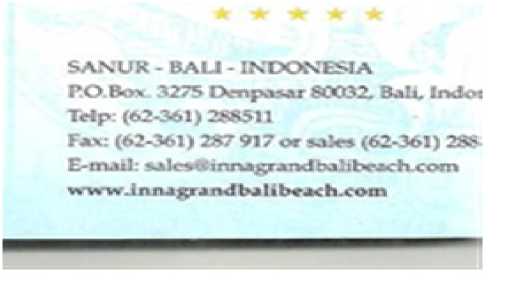 SANUR - BALI - INDONESIA
P.O.Box. 3275 Denpasar 80032, Bali, Indo
Telp: (62-361) 288511
Fax: (62-361) 287 917 or sales (62-361) 288
E-mail: sales@innagrandbalibeach.com
www.innagrandbalibeach.com